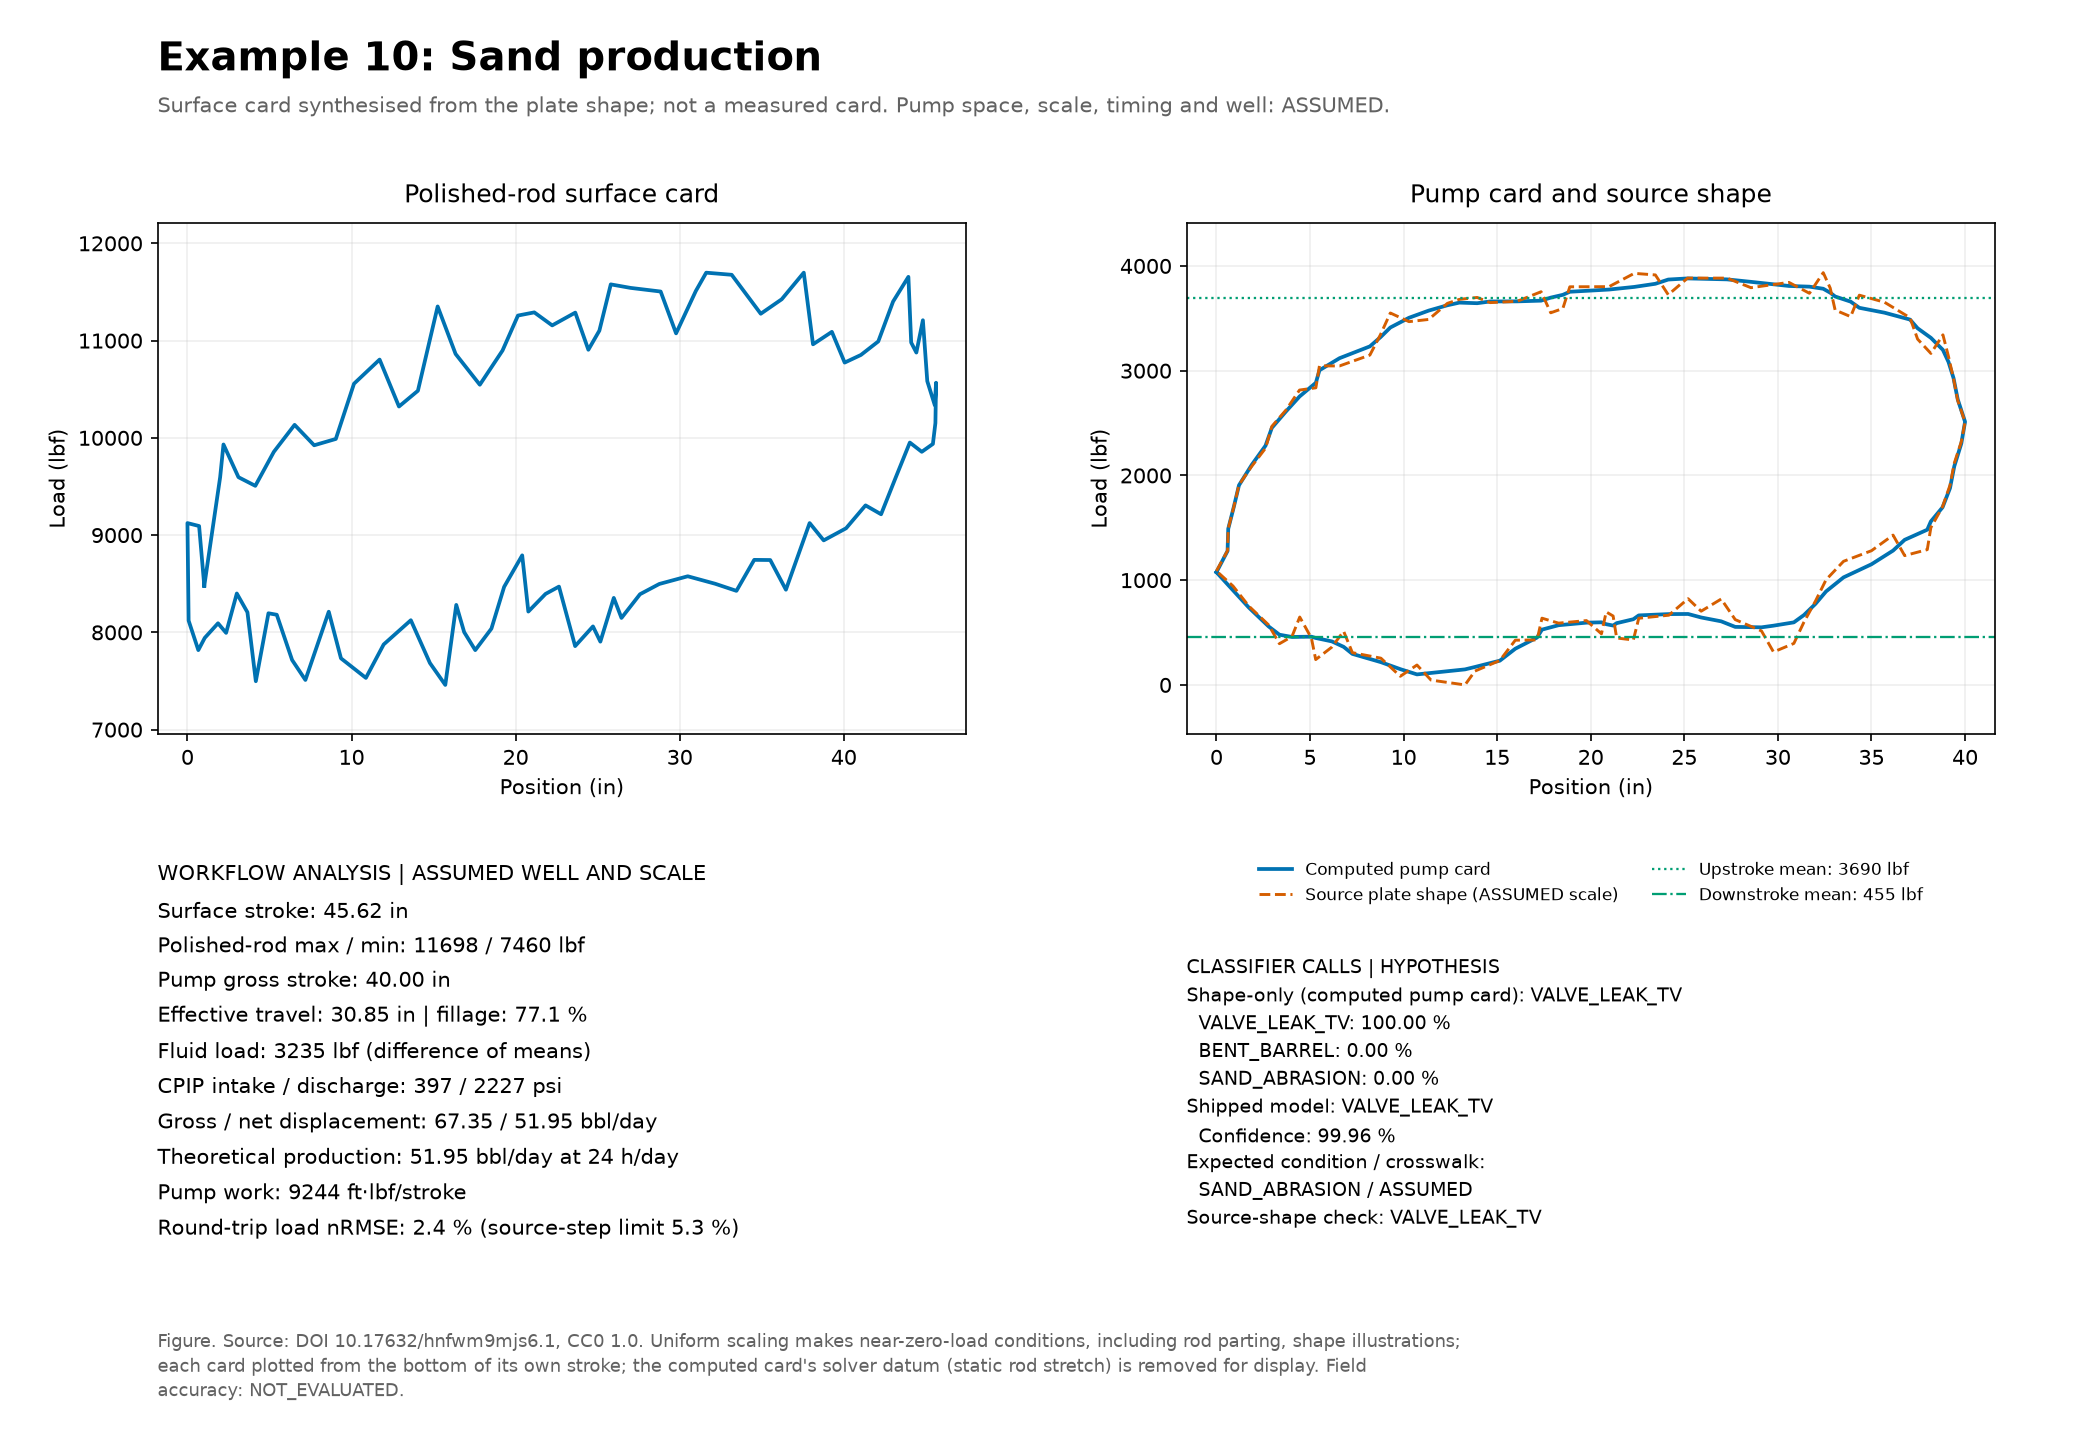 Example 10: Sand production
Surface card synthesised from the plate shape; not a measured card. Pump space, scale, timing and well: ASSUMED.
Polished-rod surface card
12000
11000
10000
9000
8000
7000
Load (lbf)
0 10 20 30 40
Position (in)
Pump card and source shape
4000
3000
2000
1000
0
Load (lbf)
0 5 10 15 20 25 30 35 40
Position (in)
WORKFLOW ANALYSIS | ASSUMED WELL AND SCALE
Surface stroke: 45.62 in
Polished-rod max / min: 11698 / 7460 lbf
Pump gross stroke: 40.00 in
Effective travel: 30.85 in | fillage: 77.1 %
Fluid load: 3235 lbf (difference of means)
CPIP intake / discharge: 397 / 2227 psi
Gross / net displacement: 67.35 / 51.95 bbl/day
Theoretical production: 51.95 bbl/day at 24 h/day
Pump work: 9244 ft·lbf/stroke
Round-trip load nRMSE: 2.4 % (source-step limit 5.3 %)
Computed pump card
Source plate shape (ASSUMED scale)
Upstroke mean: 3690 lbf
Downstroke mean: 455 lbf
CLASSIFIER CALLS | HYPOTHESIS
Shape-only (computed pump card): VALVE_LEAK_TV
VALVE_LEAK_TV: 100.00 %
BENT_BARREL: 0.00 %
SAND_ABRASION: 0.00 %
Shipped model: VALVE_LEAK_TV
Confidence: 99.96 %
Expected condition / crosswalk:
SAND_ABRASION / ASSUMED
Source-shape check: VALVE_LEAK_TV
Figure. Source: DOI 10.17632/hnfwm9mjs6.1, CC0 1.0. Uniform scaling makes near-zero-load conditions, including rod parting, shape illustrations;
each card plotted from the bottom of its own stroke; the computed card's solver datum (static rod stretch) is removed for display. Field
accuracy: NOT_EVALUATED.